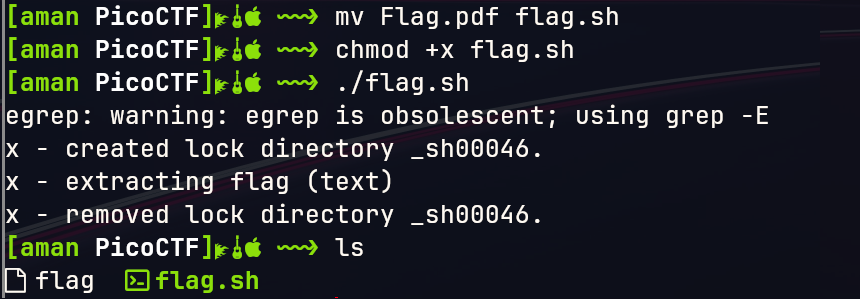 [aman PicoCTF] ⤳ mv Flag.pdf flag.sh
[aman PicoCTF] ⤳ chmod +x flag.sh
[aman PicoCTF] ⤳ ./flag.sh
egrep: warning: egrep is obsolescent; using grep -E
x - created lock directory _sh00046.
x - extracting flag (text)
x - removed lock directory _sh00046.
[aman PicoCTF] ⤳ ls
flag flag.sh